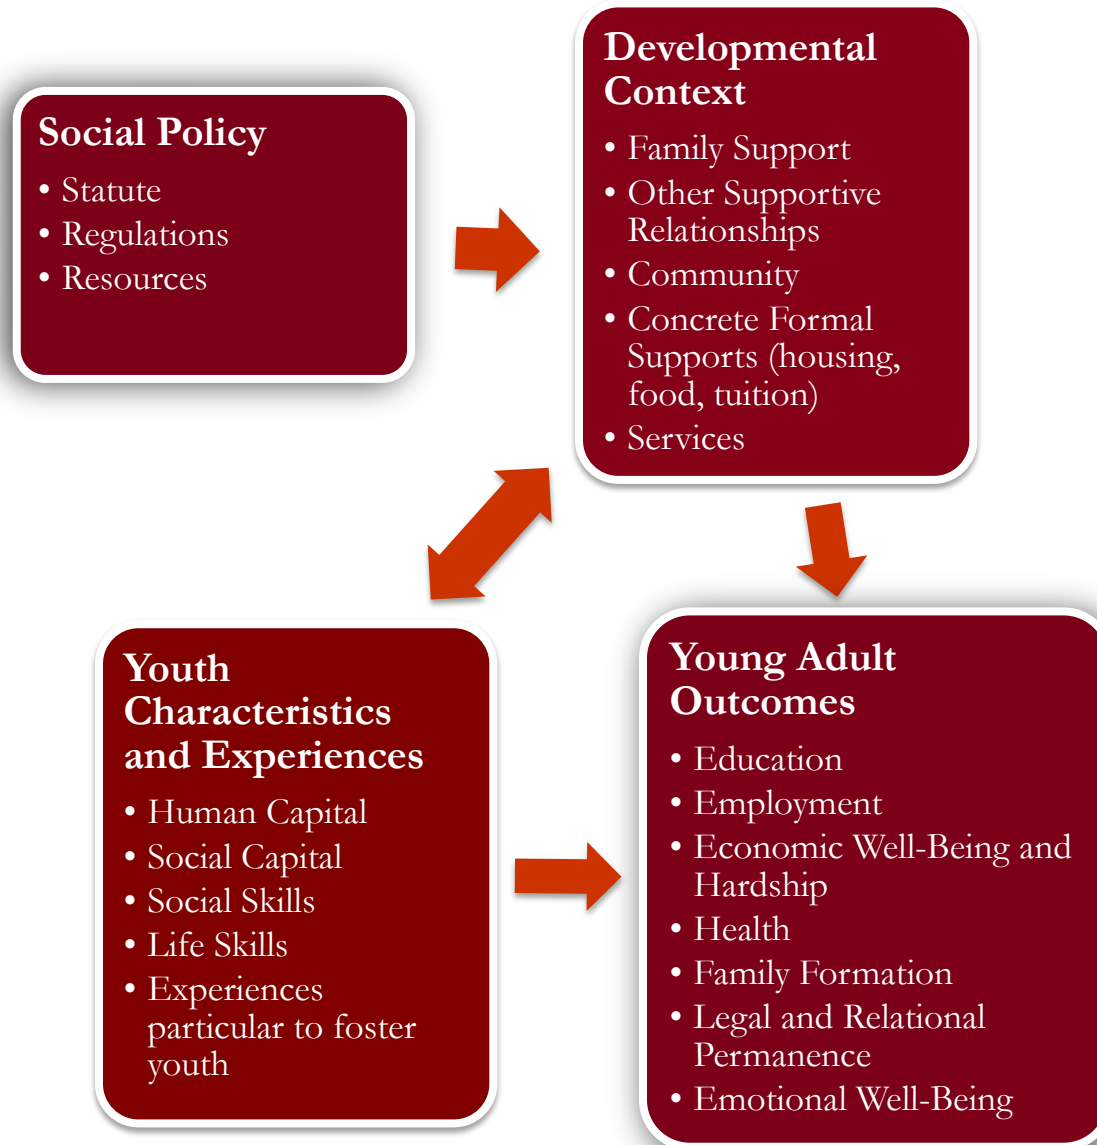 Social Policy
• Statute
• Regulations
• Resources
Developmental
Context
• Family Support
• Other Supportive
Relationships
• Community
• Concrete Formal
Supports (housing,
food, tuition)
• Services
Youth
Characteristics
and Experiences
• Human Capital
• Social Capital
• Social Skills
• Life Skills
• Experiences
particular to foster
youth
Young Adult
Outcomes
• Education
• Employment
• Economic Well-Being and
Hardship
• Health
• Family Formation
• Legal and Relational
Permanence
• Emotional Well-Being